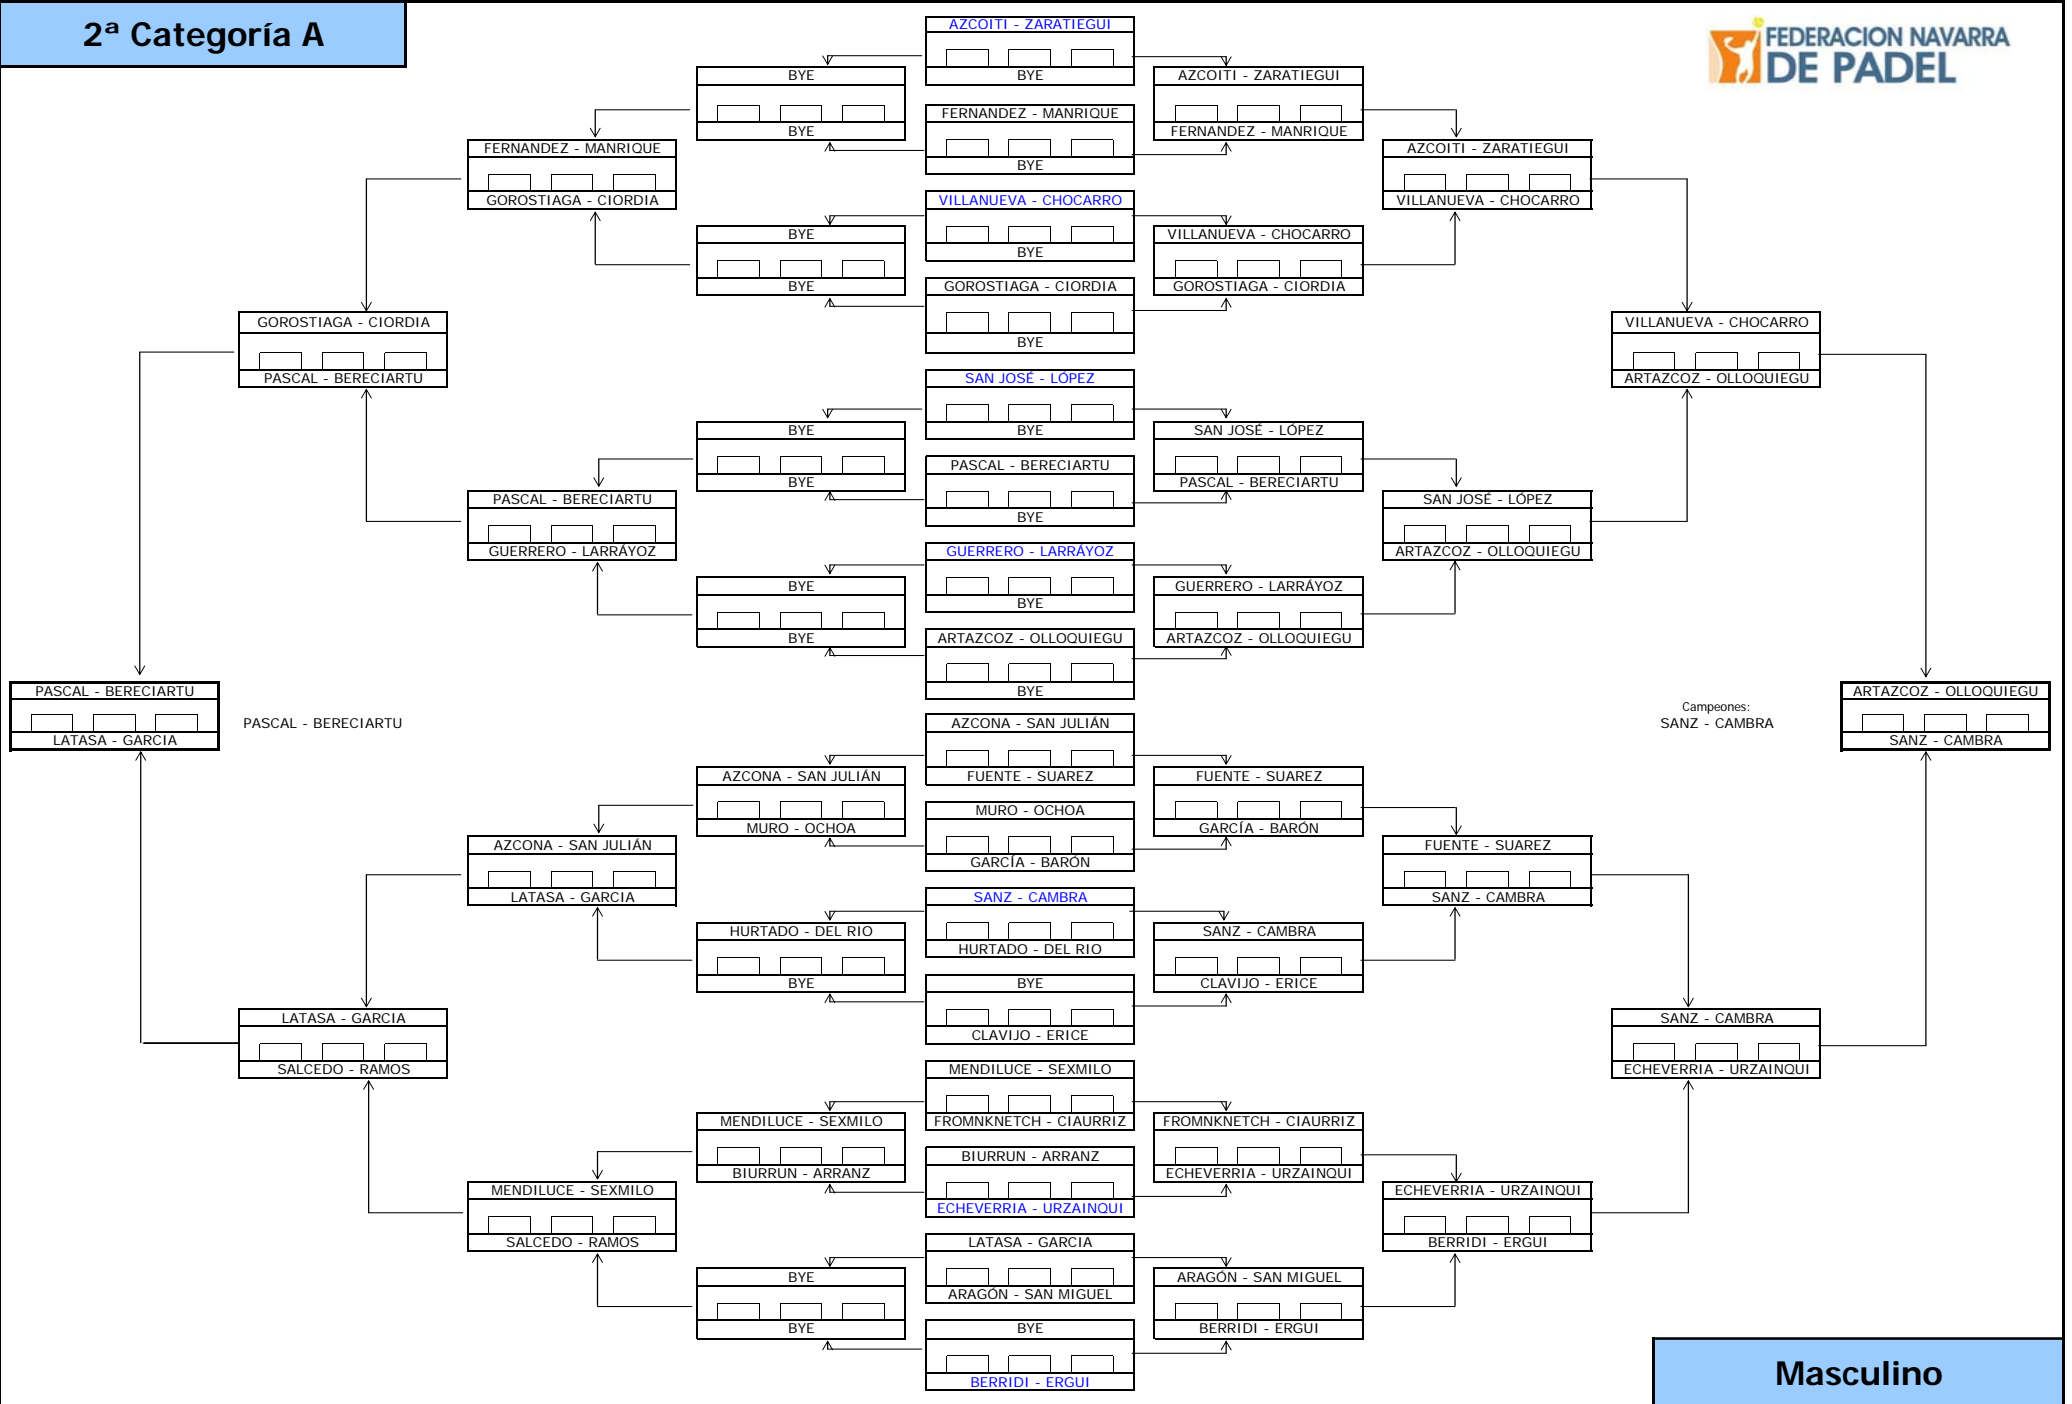 2ª Categoría A
FEDERACION NAVARRA
DE PADEL
PASCAL - BERECIARTU
LATASA - GARCIA
PASCAL - BERECIARTU
GOROSTIAGA - CIORDIA
PASCAL - BERECIARTU
LATASA - GARCIA
SALCEDO - RAMOS
FERNANDEZ - MANRIQUE
GOROSTIAGA - CIORDIA
PASCAL - BERECIARTU
GUERRERO - LARRÁYOZ
AZCONA - SAN JULIÁN
LATASA - GARCIA
MENDILUCE - SEXMILO
SALCEDO - RAMOS
BYE
BYE
BYE
BYE
BYE
BYE
BYE
BYE
AZCONA - SAN JULIÁN
MURO - OCHOA
HURTADO - DEL RIO
BYE
MENDILUCE - SEXMILO
BIURRUN - ARRANZ
BYE
BYE
AZCOITI - ZARATIEGUI
BYE
FERNANDEZ - MANRIQUE
BYE
VILLANUEVA - CHOCARRO
BYE
GOROSTIAGA - CIORDIA
BYE
SAN JOSÉ - LÓPEZ
BYE
PASCAL - BERECIARTU
BYE
GUERRERO - LARRÁYOZ
BYE
ARTAZCOZ - OLLOQUIEGU
BYE
AZCONA - SAN JULIÁN
FUENTE - SUAREZ
MURO - OCHOA
GARCÍA - BARÓN
SANZ - CAMBRA
HURTADO - DEL RIO
BYE
CLAVIJO - ERICE
MENDILUCE - SEXMILO
FROMNKNETCH - CIAURRIZ
BIURRUN - ARRANZ
ECHEVERRIA - URZAINQUI
LATASA - GARCIA
ARAGÓN - SAN MIGUEL
BYE
BERRIDI - ERGUI
AZCOITI - ZARATIEGUI
FERNANDEZ - MANRIQUE
VILLANUEVA - CHOCARRO
GOROSTIAGA - CIORDIA
SAN JOSÉ - LÓPEZ
PASCAL - BERECIARTU
GUERRERO - LARRÁYOZ
ARTAZCOZ - OLLOQUIEGU
FUENTE - SUAREZ
GARCÍA - BARÓN
SANZ - CAMBRA
CLAVIJO - ERICE
FROMNKNETCH - CIAURRIZ
ECHEVERRIA - URZAINQUI
ARAGÓN - SAN MIGUEL
BERRIDI - ERGUI
AZCOITI - ZARATIEGUI
VILLANUEVA - CHOCARRO
SAN JOSÉ - LÓPEZ
ARTAZCOZ - OLLOQUIEGU
FUENTE - SUAREZ
SANZ - CAMBRA
ECHEVERRIA - URZAINQUI
BERRIDI - ERGUI
VILLANUEVA - CHOCARRO
ARTAZCOZ - OLLOQUIEGU
SANZ - CAMBRA
ECHEVERRIA - URZAINQUI
Campeones:
SANZ - CAMBRA
ARTAZCOZ - OLLOQUIEGU
SANZ - CAMBRA
Masculino